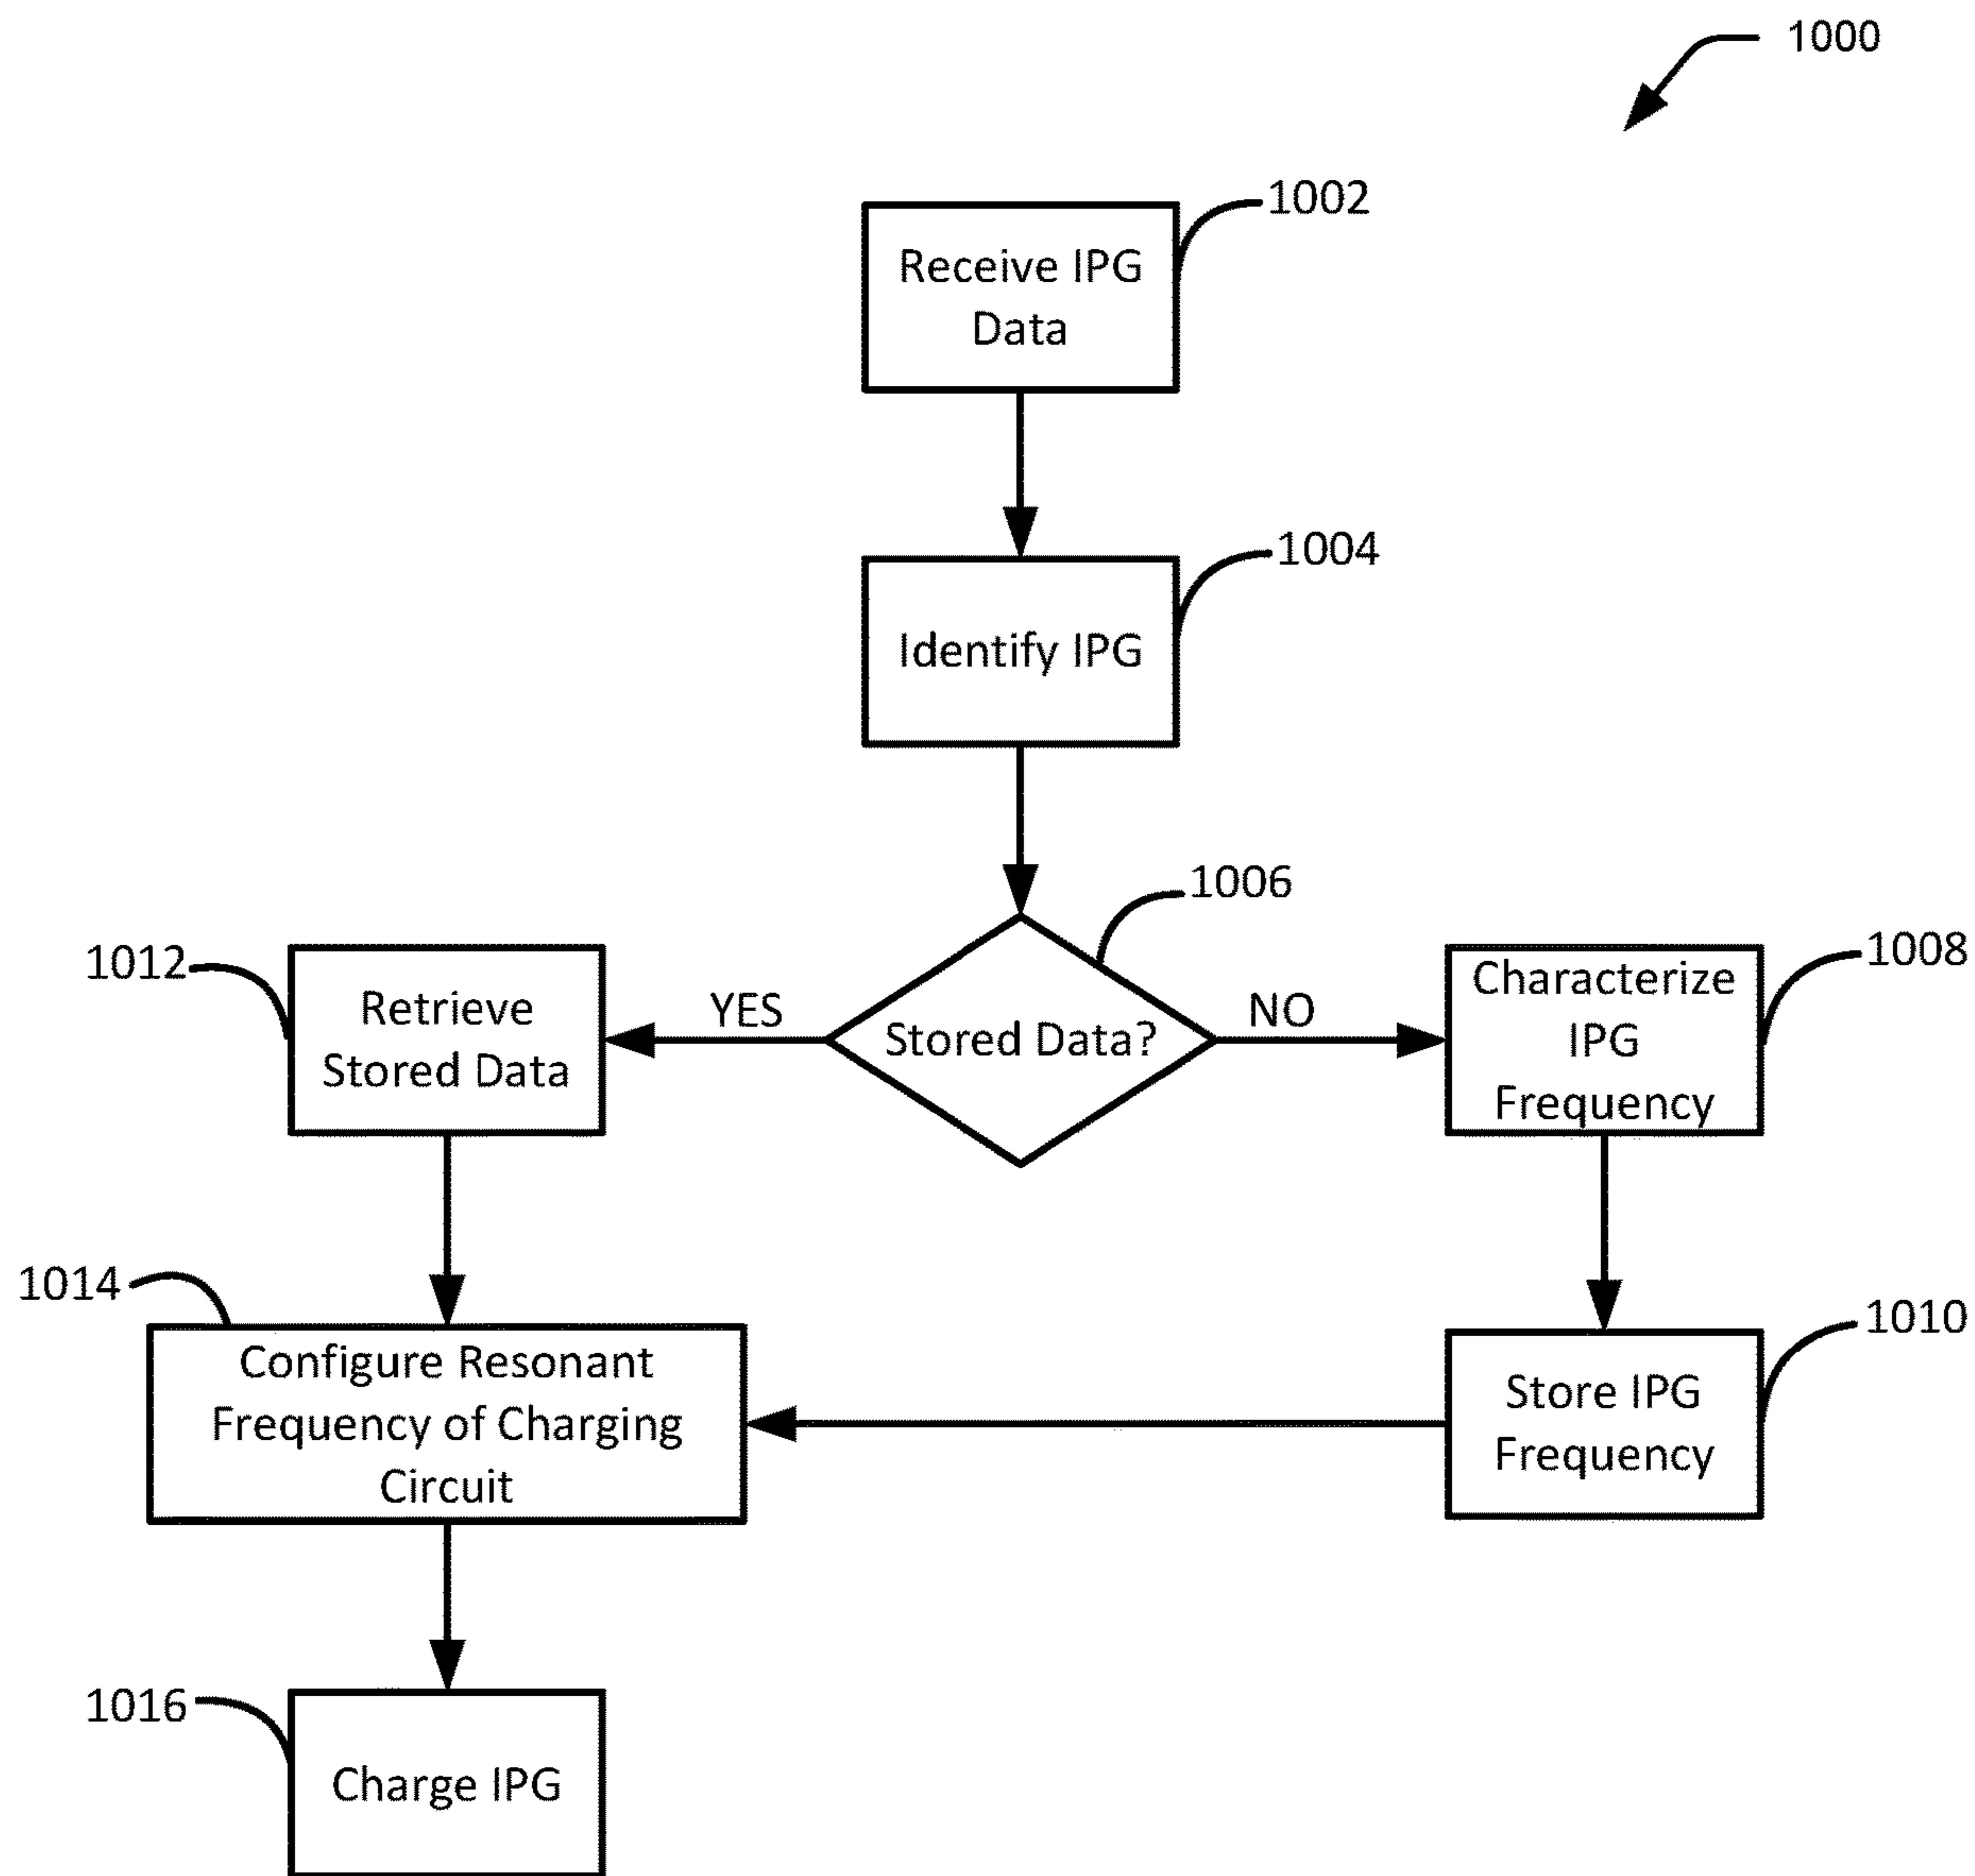 1000
1002
Receive IPG
Data
1004
Identify IPG
1006
1012
Retrieve
Stored Data
YES
Stored Data?
NO
1008
Characterize
IPG
Frequency
1014
Configure Resonant
Frequency of Charging
Circuit
1010
Store IPG
Frequency
1016
Charge IPG